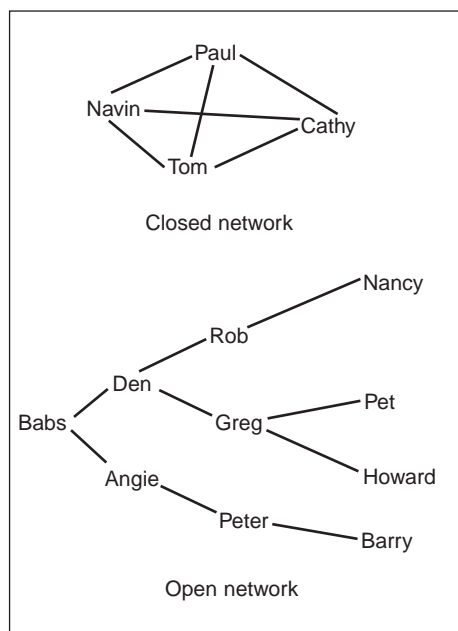 Paul
Navin
Cathy
Tom
Closed network
Nancy
Rob
Den
Pet
Babs
Greg
Angie
Howard
Peter
Barry
Open network